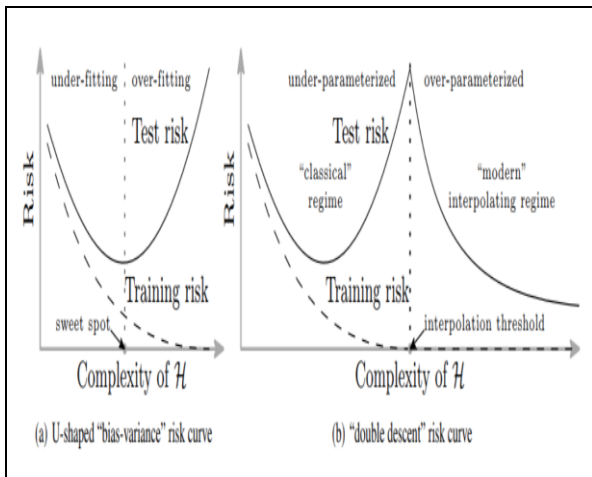 under-fitting over-fitting
Test risk
Risk
Training risk
sweet spot
Complexity of ℋ
(a) U-shaped “bias-variance” risk curve
under-parameterized over-parameterized
Test risk
“classical”
regime
“modern”
interpolating regime
Risk
Training risk
interpolation threshold
Complexity of ℋ
(b) “double descent” risk curve